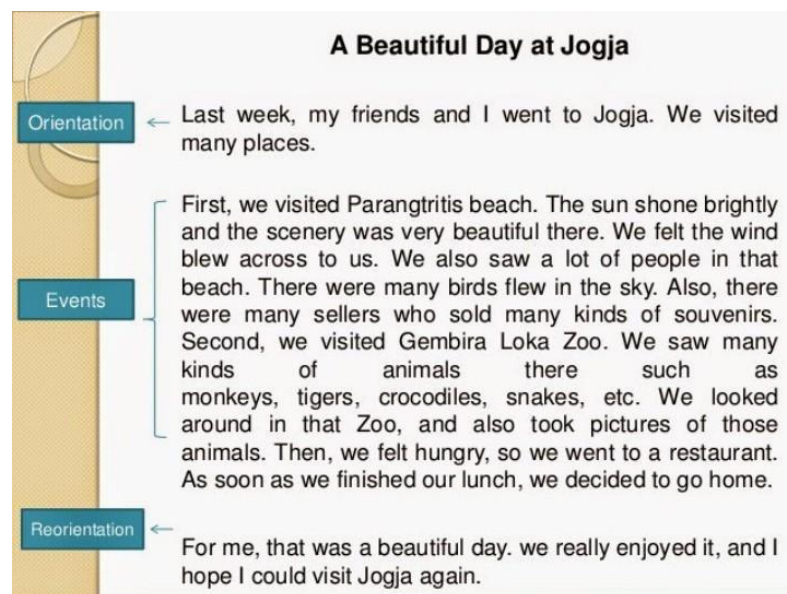 A Beautiful Day at Jogja
Orientation
Last week, my friends and I went to Jogja. We visited
many places.
Events
First, we visited Parangtritis beach. The sun shone brightly
and the scenery was very beautiful there. We felt the wind
blew across to us. We also saw a lot of people in that
beach. There were many birds flew in the sky. Also, there
were many sellers who sold many kinds of souvenirs.
Second, we visited Gembira Loka Zoo. We saw many
kinds of animals there such as
monkeys, tigers, crocodiles, snakes, etc. We looked
around in that Zoo, and also took pictures of those
animals. Then, we felt hungry, so we went to a restaurant.
As soon as we finished our lunch, we decided to go home.
Reorientation
For me, that was a beautiful day. we really enjoyed it, and I
hope I could visit Jogja again.